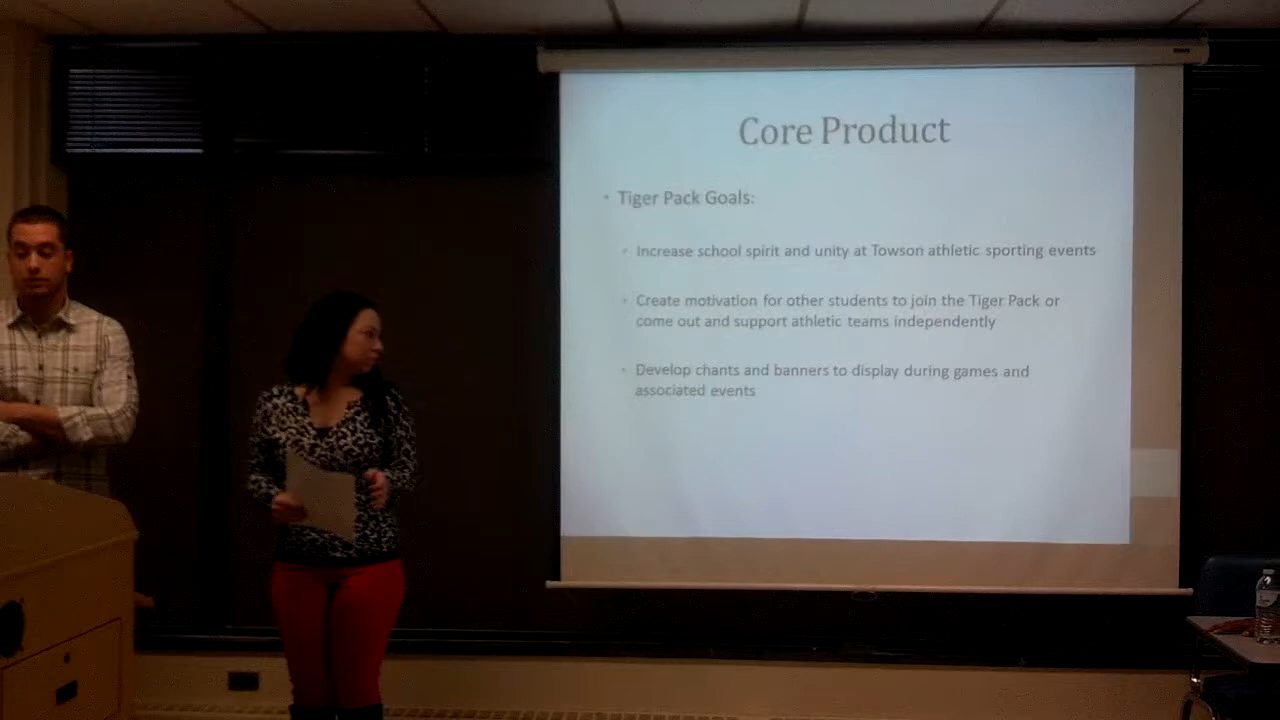 Core Product
• Tiger Pack Goals:
• Increase school spirit and unity at Towson athletic sporting events
• Create motivation for other students to join the Tiger Pack or
come out and support athletic teams independently
• Develop chants and banners to display during games and
associated events